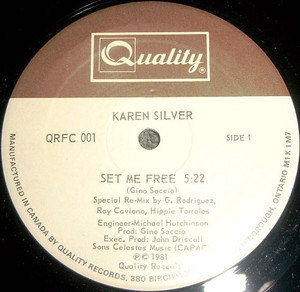 Quality®
KAREN SILVER
QRFC 001
SIDE 1
SET ME FREE 5:22
(Gino Soccio)
Special Re-Mix by G. Rodriguez,
Ray Caviano, Hippie Torrales
Engineer-Michael Hutchinson
Prod: Gino Soccio
Exec. Prod: John Driscoll
Sans Celestes Music (CAPAC
℗© 1981
Quality Records
MANUFACTURED IN CANADA BY QUALITY RECORDS, 380 BIRCHM
BOROUGH, ONTARIO M1K 1M7